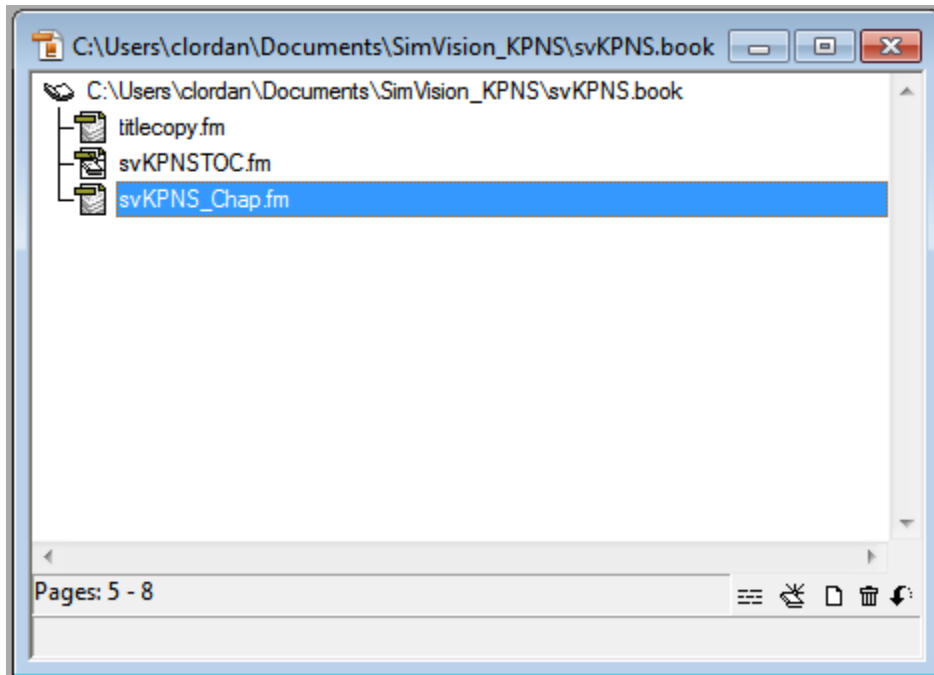 C:\Users\clordan\Documents\SimVision_KPNS\svKPNS.book
C:\Users\clordan\Documents\SimVision_KPNS\svKPNS.book
titlecopy.fm
svKPNSTOC.fm
svKPNS_Chap.fm
Pages: 5 - 8